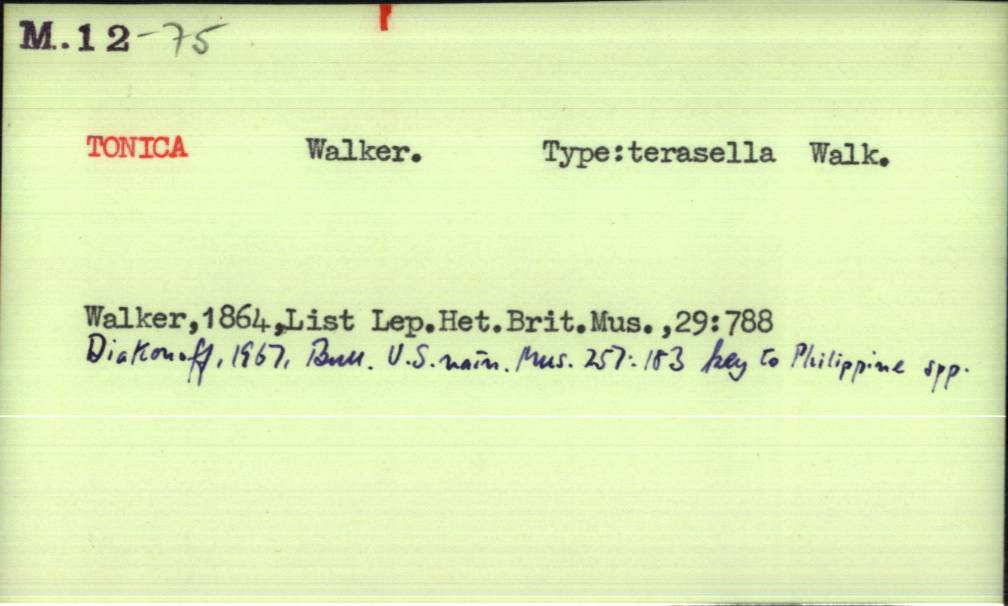 M.12-75
TONICA Walker. Type:terasella Walk.
Walker,1864,List Lep.Het.Brit.Mus.,29:788
Diakonoff, 1967, Bull. U.S. natn. Mus. 257:183 key to Philippine spp.